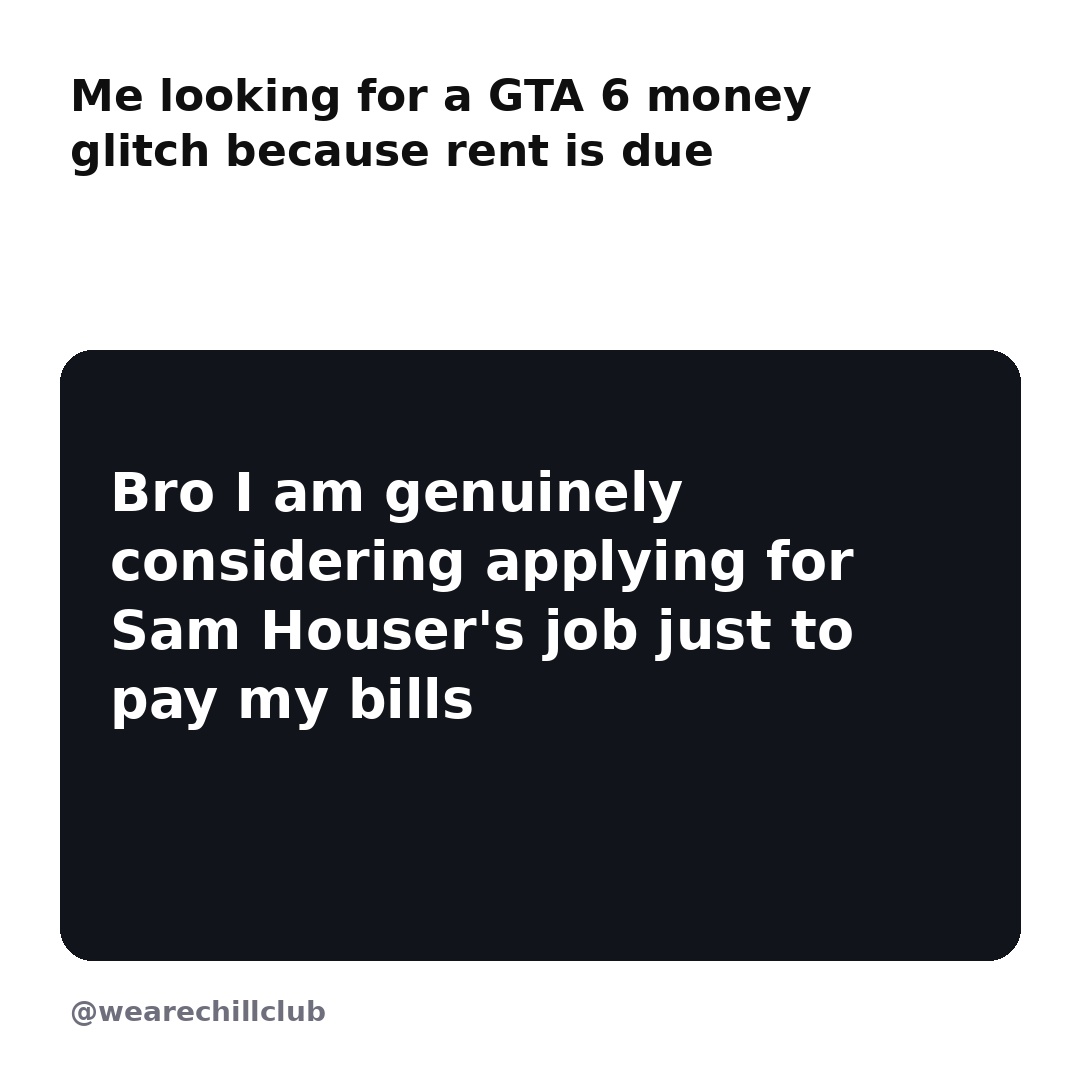 Me looking for a GTA 6 money
glitch because rent is due
Bro I am genuinely
considering applying for
Sam Houser's job just to
pay my bills
@wearechillclub